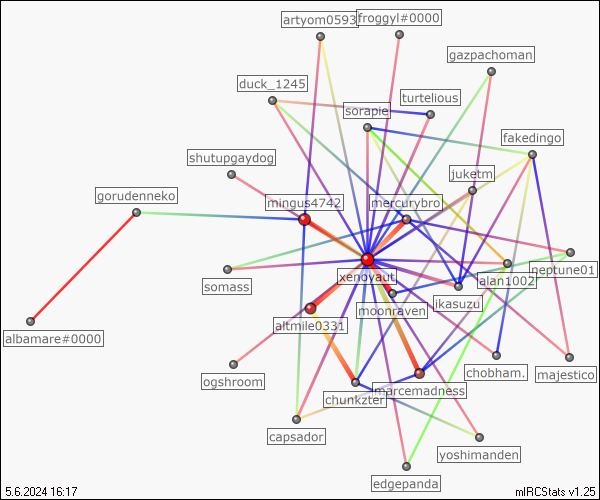 artyom0593
froggyl#0000
gazpachoman
duck_1245
turtelious
sorapie
fakedingo
shutupgaydog
juketm
gorudenneko
mingus4742
mercurybro
neptune01
xenoyaut
lalan1002
somass
ikasuzu
moonraven
altmile0331
albamare#0000
chobham.
majestico
ogshroom
marcemadness
chunkzter
capsador
yoshimanden
edgepanda
5.6.2024 16:17
mIRCStats v1.25